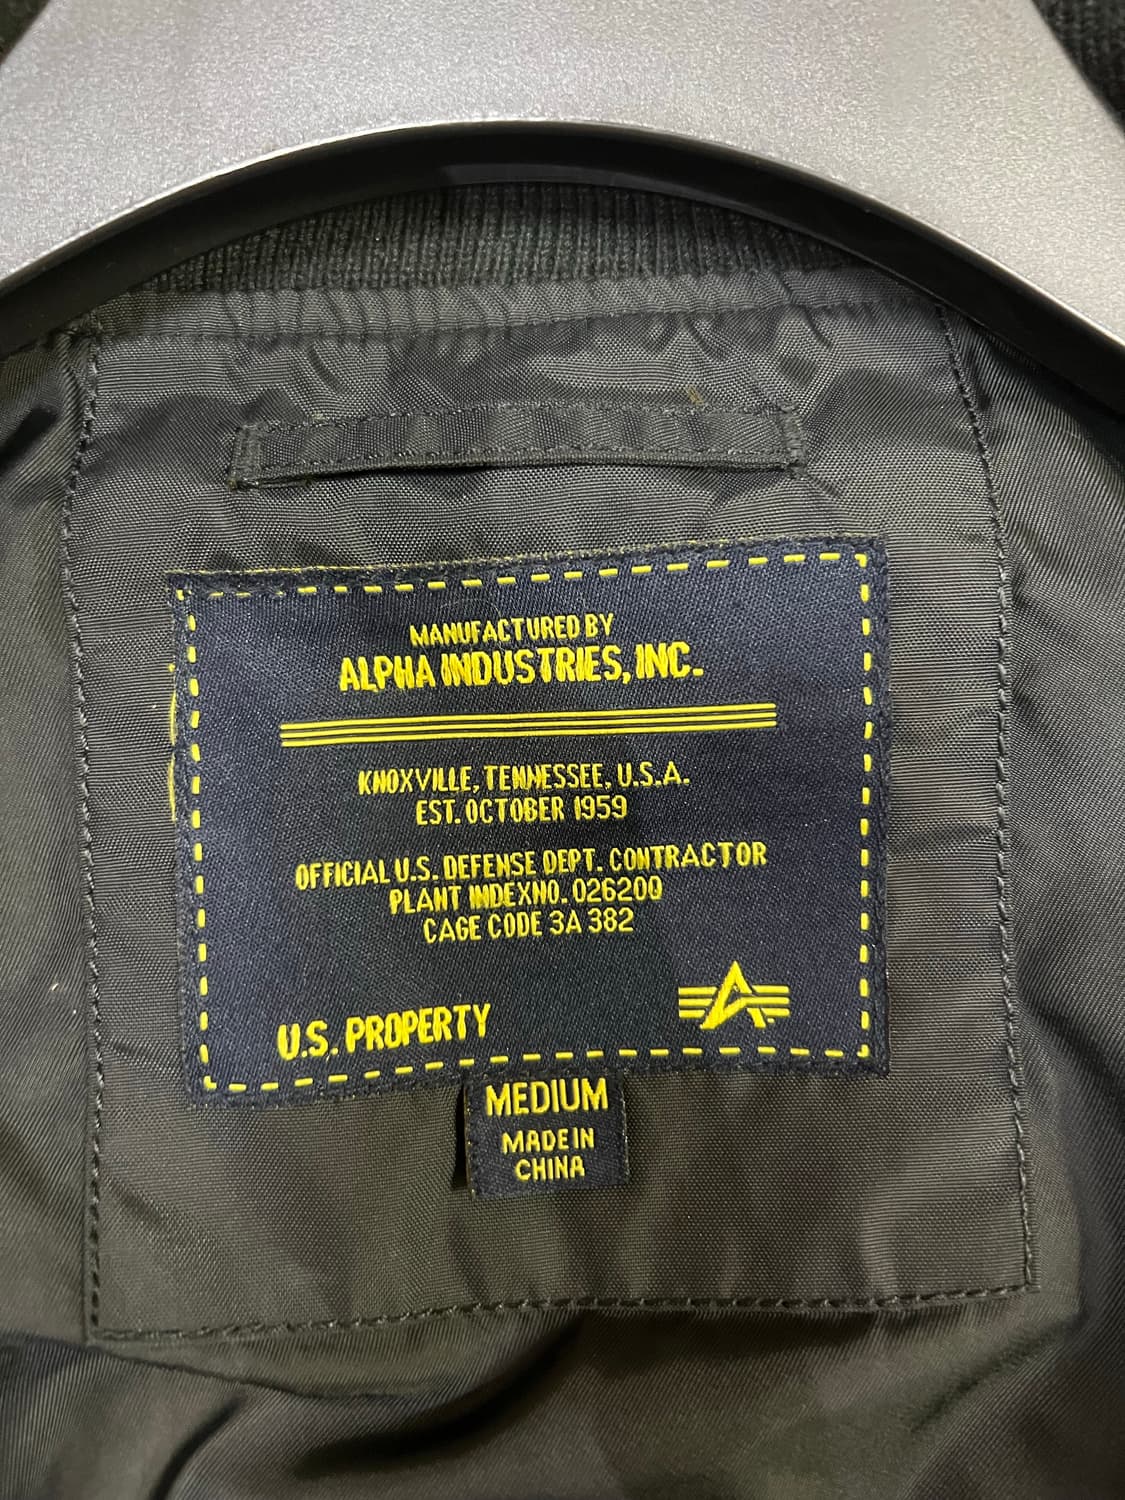 MANUFACTURED BY
ALPHA INDUSTRIES, INC.
KNOXVILLE, TENNESSEE, U.S.A.
EST. OCTOBER 1959
OFFICIAL U.S. DEFENSE DEPT. CONTRACTOR
PLANT INDEXNO. 02620Q
CAGE CODE 3A 382
U.S. PROPERTY
MEDIUM
MADE IN
CHINA